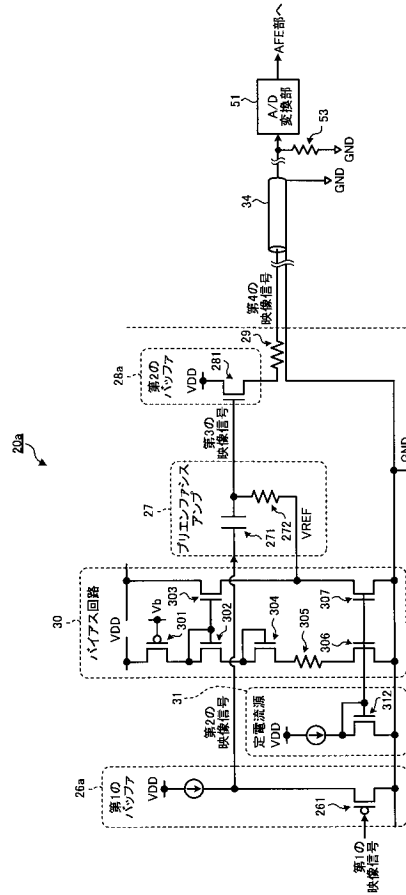 20a
26a
第1のバッファ
VDD
第1の
映像信号
261
31
定電流源
VDD
312
第2の
映像信号
30
バイアス回路
VDD
Vb
301
302
303
304
305
306
307
27
プリエンファシス
アンプ
271
272
VREF
第3の
映像信号
28a
第2の
バッファ
VDD
281
29
第4の
映像信号
GND
34
GND
51
A/D
変換部
53
GND
AFE部へ